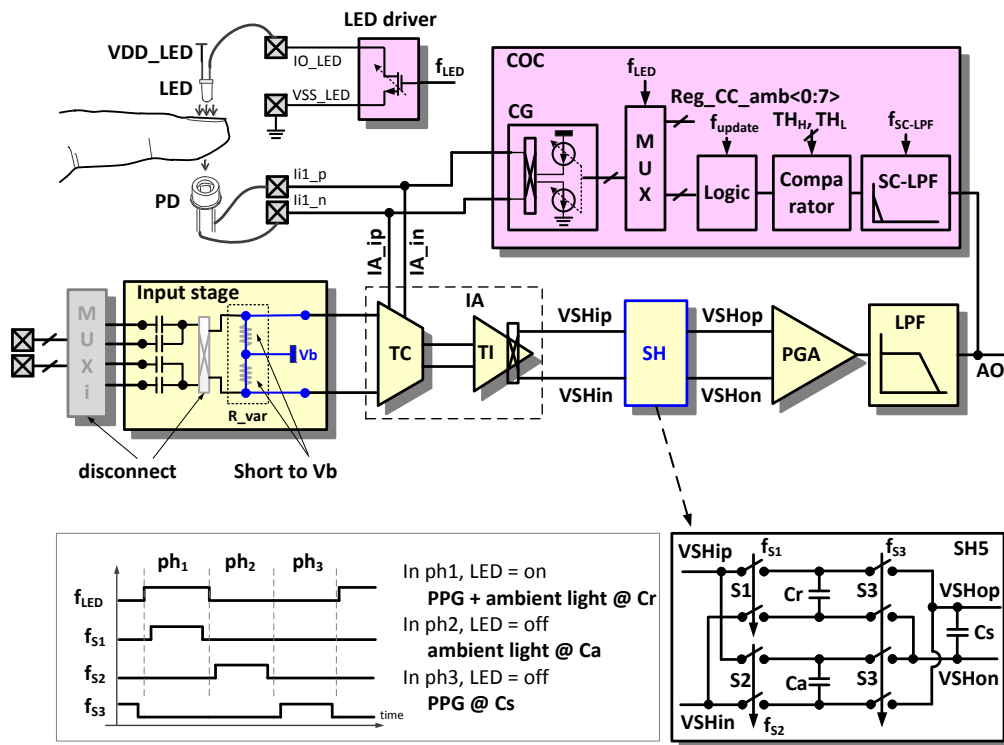 LED driver
VDD_LED
LED
IO_LED
VSS_LED
fLED
COC
CG
fLED
MUX
Reg_CC_amb<0:7>
fupdate
THH, THL
fSC-LPF
Logic
Compa
rator
SC-LPF
PD
Ii1_p
Ii1_n
IA_ip
IA_in
Input stage
MUXi
Vb
R_var
disconnect
Short to Vb
IA
TC
TI
VSHip
VSHin
SH
VSHop
VSHon
PGA
LPF
AO
ph1
ph2
ph3
fLED
fS1
fS2
fS3
time
In ph1, LED = on
PPG + ambient light @ Cr
In ph2, LED = off
ambient light @ Ca
In ph3, LED = off
PPG @ Cs
SH5
VSHip
fS1
fS3
S1
Cr
S3
VSHop
Cs
S2
Ca
S3
VSHon
VSHin
fS2